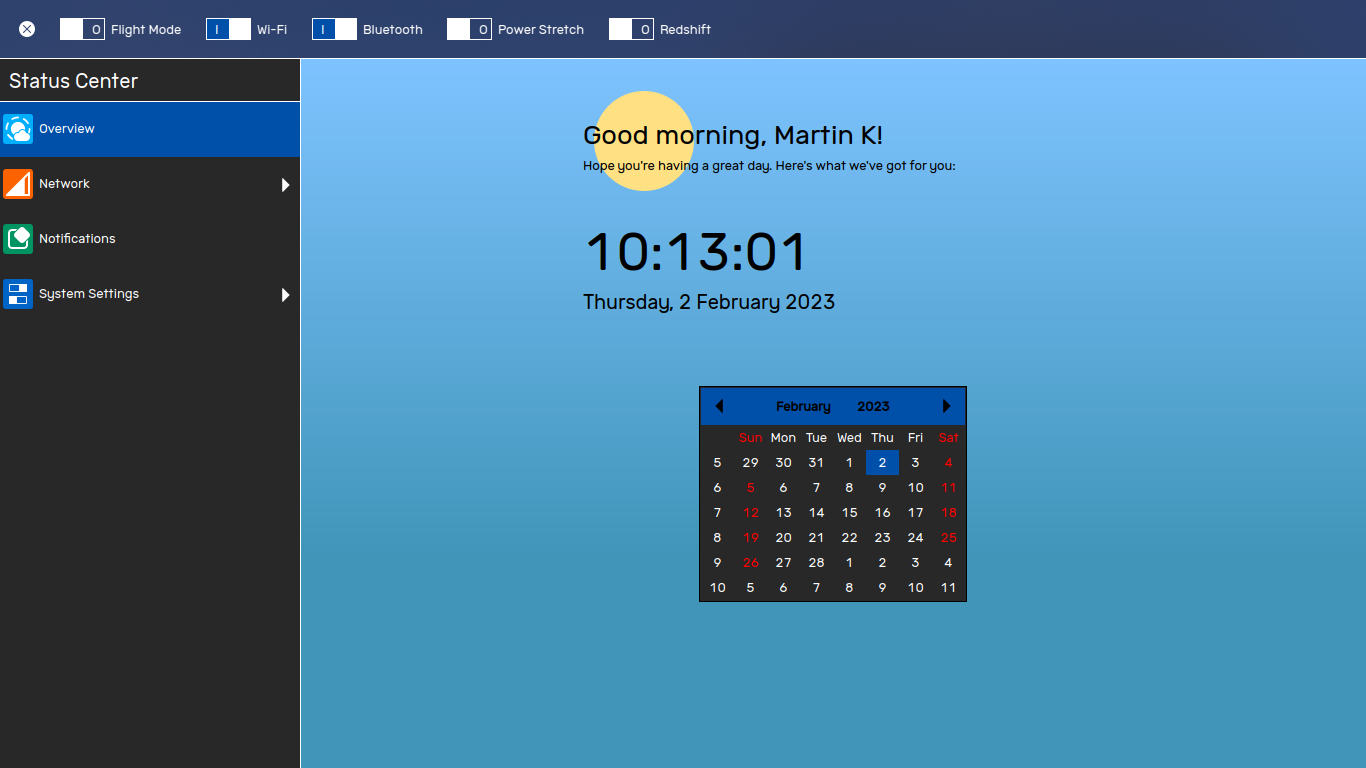 O Flight Mode I Wi-Fi I Bluetooth O Power Stretch O Redshift
Status Center
Overview
Network
Notifications
System Settings
Good morning, Martin K!
Hope you're having a great day. Here's what we've got for you:
10:13:01
Thursday, 2 February 2023
February 2023
Sun Mon Tue Wed Thu Fri Sat
5 29 30 31 1 2 3 4
6 5 6 7 8 9 10 11
7 12 13 14 15 16 17 18
8 19 20 21 22 23 24 25
9 26 27 28 1 2 3 4
10 5 6 7 8 9 10 11